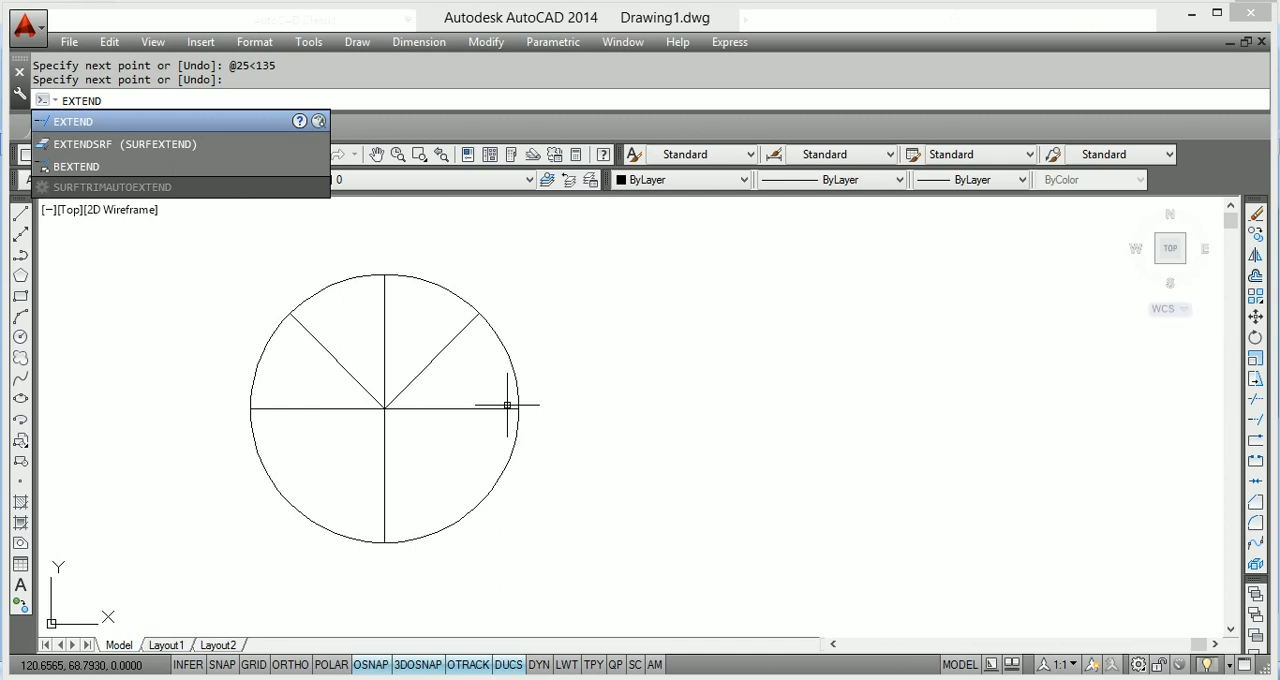 Autodesk AutoCAD 2014 Drawing1.dwg
File Edit View Insert Format Tools Draw Dimension Modify Parametric Window Help Express
Specify next point or [Undo]: @25<135
Specify next point or [Undo]:
EXTEND
EXTEND
EXTENDSRF (SURFEXTEND)
BEXTEND
SURFTRIMAUTOEXTEND
Standard Standard Standard Standard
0 ByLayer ByLayer ByLayer ByColor
[−][Top][2D Wireframe]
N
W TOP E
S
WCS
A
Y
X
Model Layout1 Layout2
120.6565, 68.7930, 0.0000 INFER SNAP GRID ORTHO POLAR OSNAP 3DOSNAP OTRACK DUCS DYN LWT TPY QP SC AM MODEL 1:1